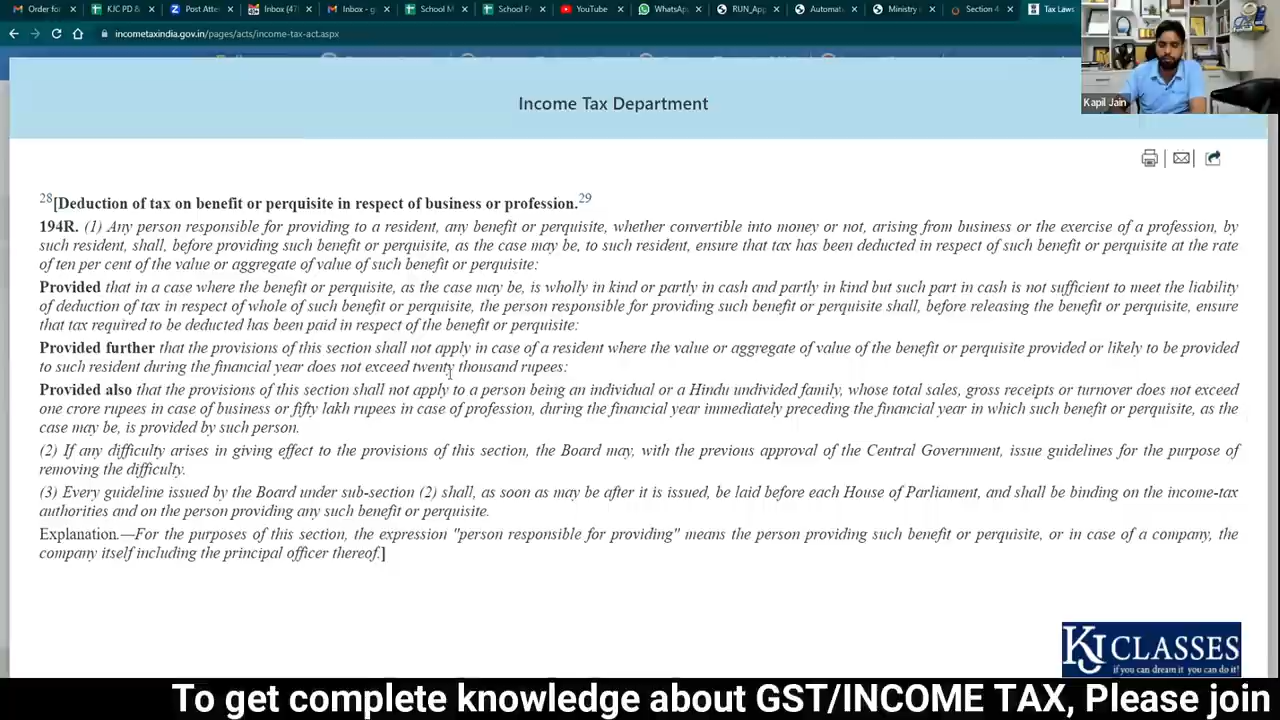 Order for
KJC PD &
Post Atte
Inbox (47
Inbox - g
School M
School P
YouTube
WhatsAp
RUN_App
Automat
Ministry
Section 4
Tax Laws
incometaxindia.gov.in/pages/acts/income-tax-act.aspx
Kapil Jain
Income Tax Department
28[Deduction of tax on benefit or perquisite in respect of business or profession.29
194R. (1) Any person responsible for providing to a resident, any benefit or perquisite, whether convertible into money or not, arising from business or the exercise of a profession, by
such resident, shall, before providing such benefit or perquisite, as the case may be, to such resident, ensure that tax has been deducted in respect of such benefit or perquisite at the rate
of ten per cent of the value or aggregate of value of such benefit or perquisite:
Provided that in a case where the benefit or perquisite, as the case may be, is wholly in kind or partly in cash and partly in kind but such part in cash is not sufficient to meet the liability
of deduction of tax in respect of whole of such benefit or perquisite, the person responsible for providing such benefit or perquisite shall, before releasing the benefit or perquisite, ensure
that tax required to be deducted has been paid in respect of the benefit or perquisite:
Provided further that the provisions of this section shall not apply in case of a resident where the value or aggregate of value of the benefit or perquisite provided or likely to be provided
to such resident during the financial year does not exceed twenty thousand rupees:
Provided also that the provisions of this section shall not apply to a person being an individual or a Hindu undivided family, whose total sales, gross receipts or turnover does not exceed
one crore rupees in case of business or fifty lakh rupees in case of profession, during the financial year immediately preceding the financial year in which such benefit or perquisite, as the
case may be, is provided by such person.
(2) If any difficulty arises in giving effect to the provisions of this section, the Board may, with the previous approval of the Central Government, issue guidelines for the purpose of
removing the difficulty.
(3) Every guideline issued by the Board under sub-section (2) shall, as soon as may be after it is issued, be laid before each House of Parliament, and shall be binding on the income-tax
authorities and on the person providing any such benefit or perquisite.
Explanation.—For the purposes of this section, the expression "person responsible for providing" means the person providing such benefit or perquisite, or in case of a company, the
company itself including the principal officer thereof.]
KJ CLASSES
if you can dream it you can do it!
To get complete knowledge about GST/INCOME TAX, Please join